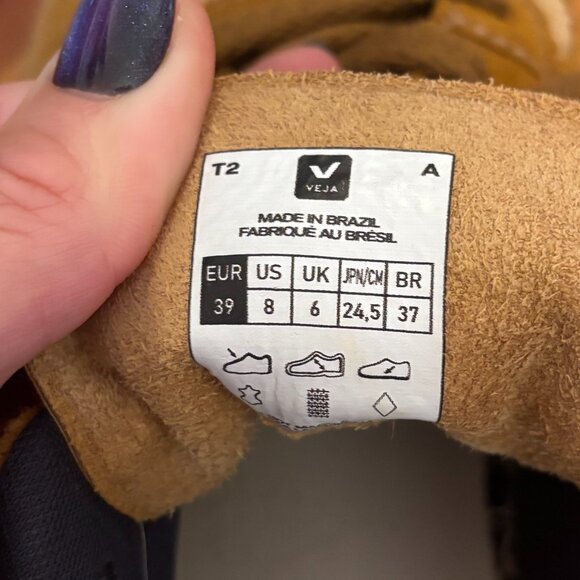 T2 A
VEJA
MADE IN BRAZIL
FABRIQUÉ AU BRÉSIL
EUR US UK JPN/CM BR
39 8 6 24,5 37